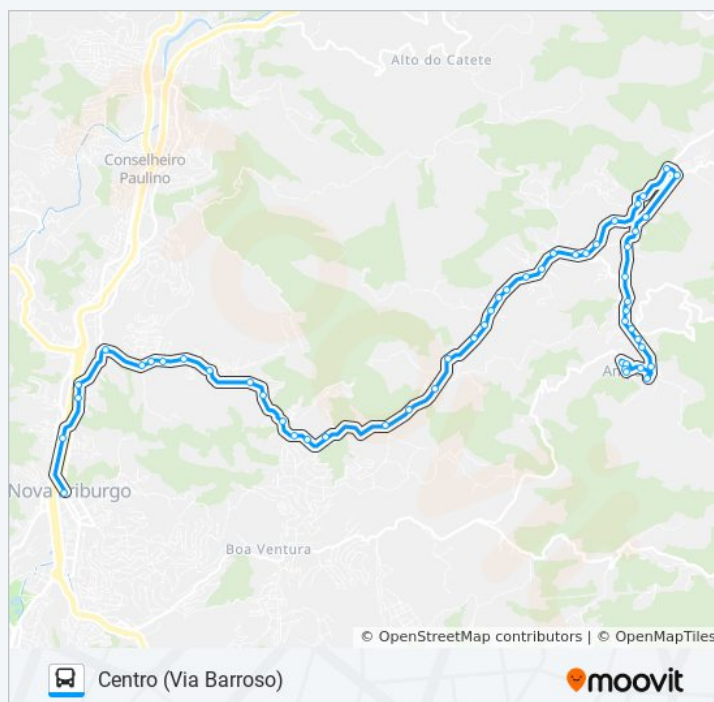 Alto do Catete
Conselheiro
Paulino
Nova Friburgo
Boa Ventura
© OpenStreetMap contributors | © OpenMapTiles
Centro (Via Barroso)
moovit